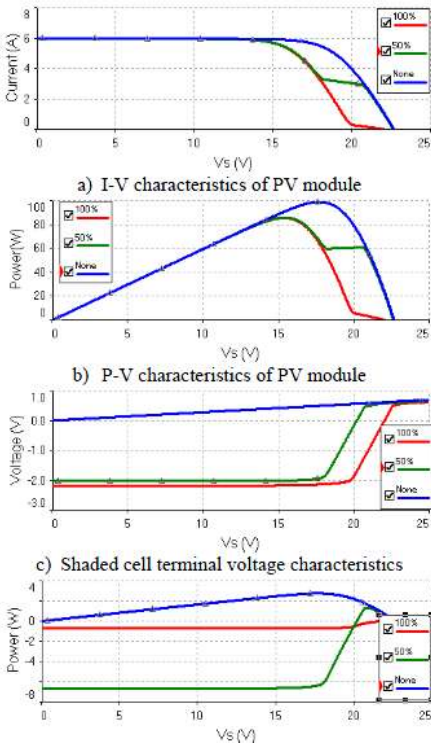 8
6
4
2
0
Current (A)
100%
50%
None
0 5 10 15 20 25
Vs (V)
a) I-V characteristics of PV module
100
80
60
40
20
0
Power(W)
100%
50%
None
0 5 10 15 20 25
Vs (V)
b) P-V characteristics of PV module
1.0
0.0
-1.0
-2.0
-3.0
Voltage (V)
100%
50%
None
0 5 10 15 20 25
Vs (V)
c) Shaded cell terminal voltage characteristics
4
2
0
-2
-4
-6
-8
Power (W)
100%
50%
None
0 5 10 15 20 25
Vs (V)